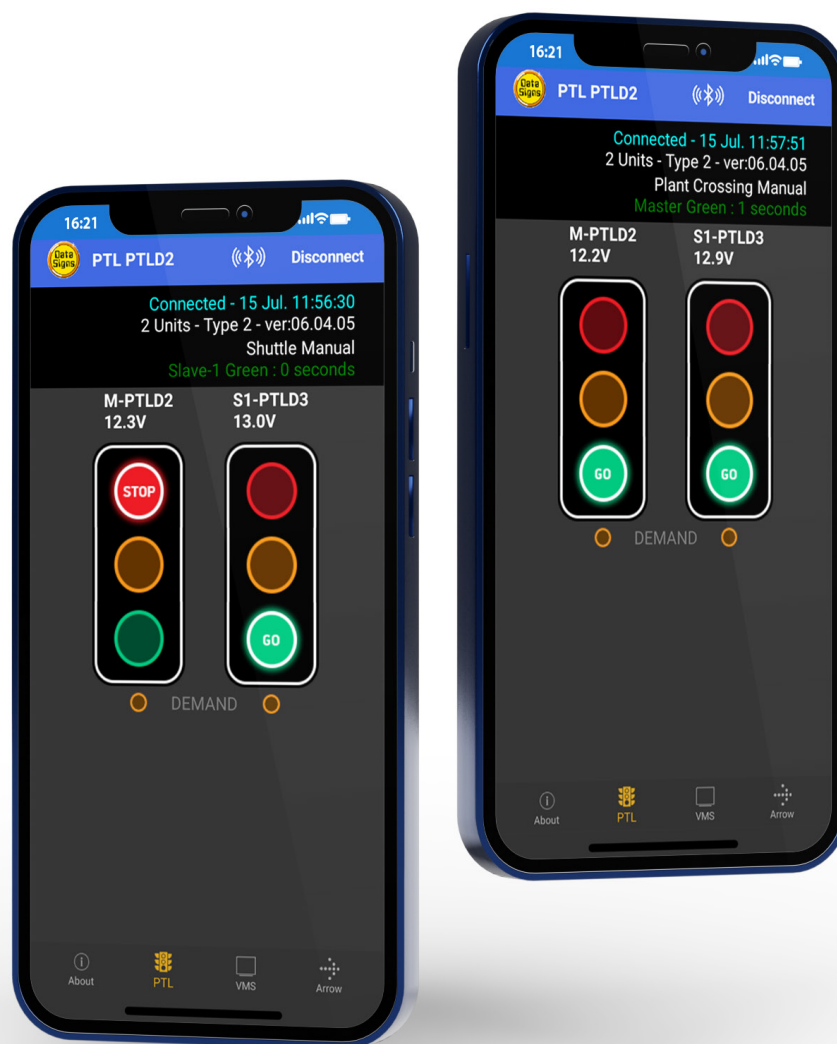 16:21
Data
Signs
PTL PTLD2
Disconnect
Connected - 15 Jul. 11:56:30
2 Units - Type 2 - ver:06.04.05
Shuttle Manual
Slave-1 Green : 0 seconds
M-PTLD2
12.3V
S1-PTLD3
13.0V
STOP
GO
DEMAND
About
PTL
VMS
Arrow
16:21
Data
Signs
PTL PTLD2
Disconnect
Connected - 15 Jul. 11:57:51
2 Units - Type 2 - ver:06.04.05
Plant Crossing Manual
Master Green : 1 seconds
M-PTLD2
12.2V
S1-PTLD3
12.9V
GO
GO
DEMAND
About
PTL
VMS
Arrow